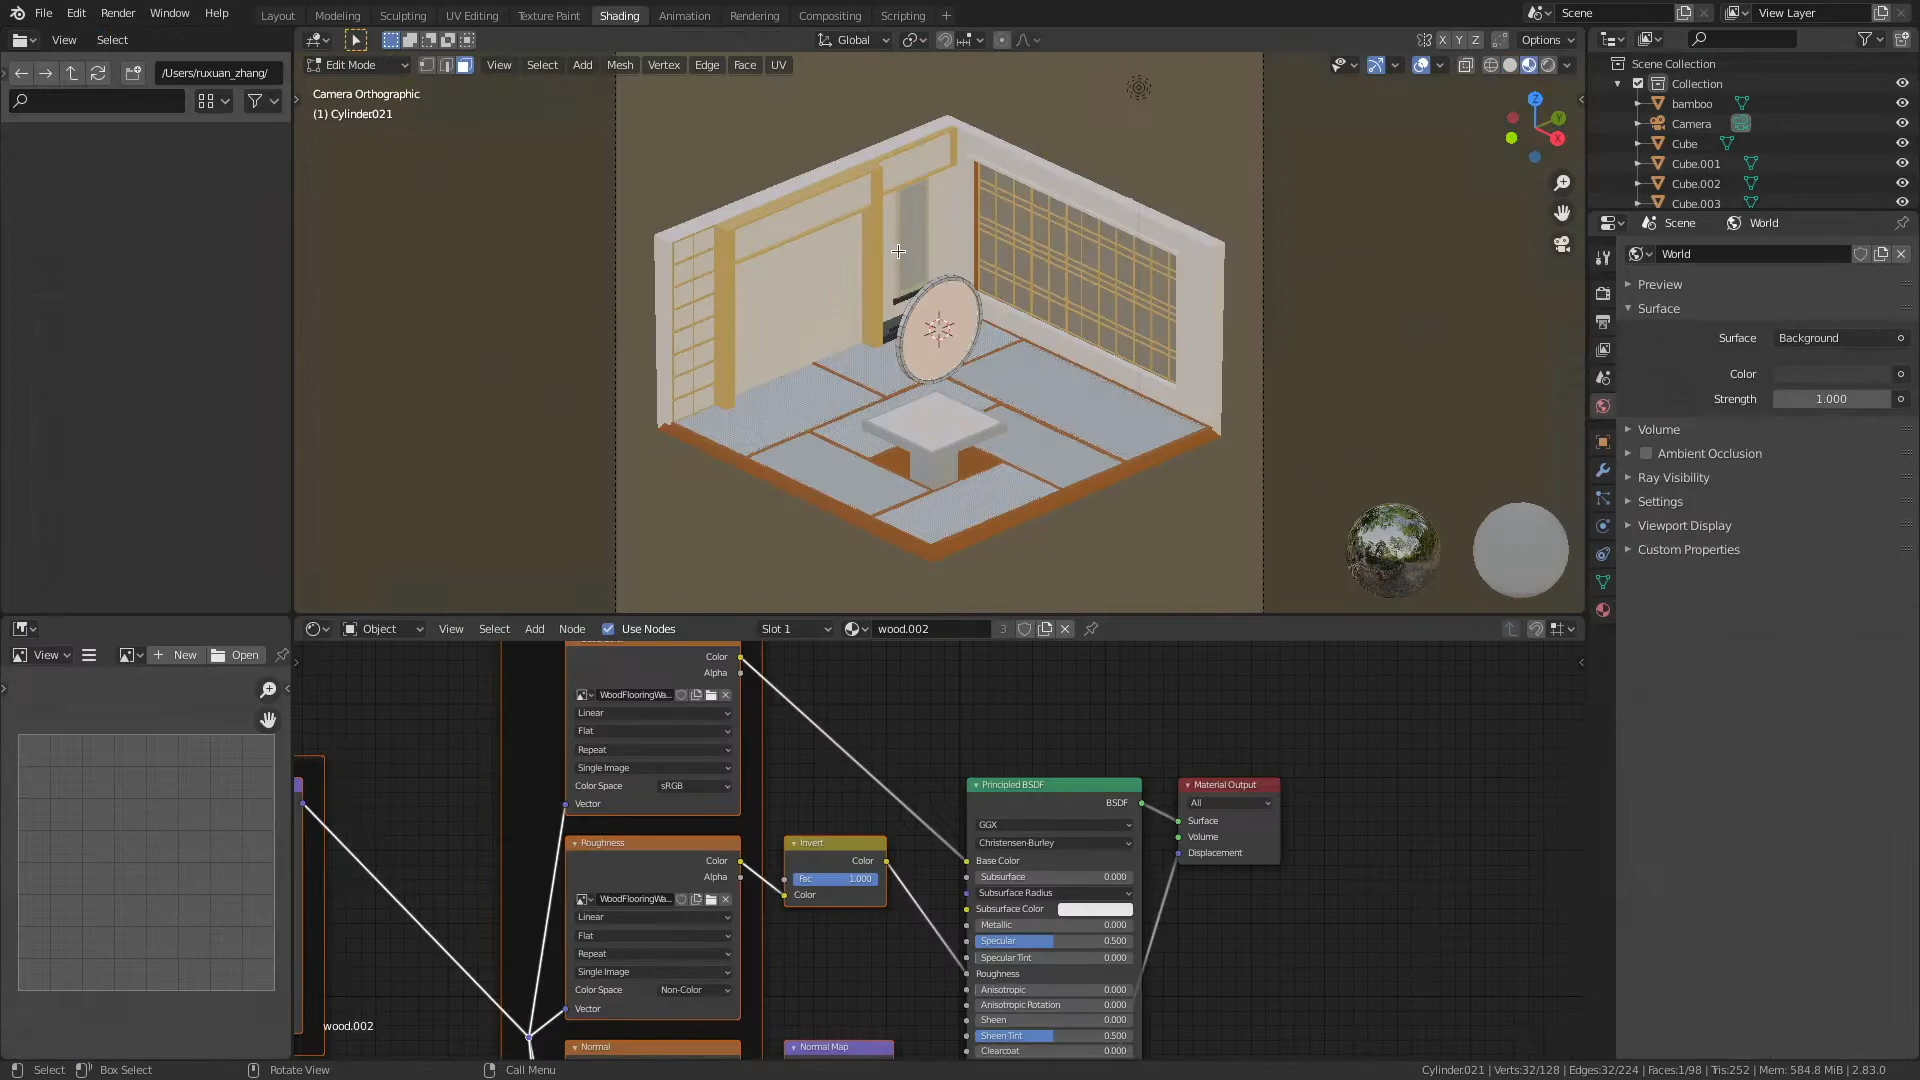 File Edit Render Window Help
Layout Modeling Sculpting UV Editing Texture Paint Shading Animation Rendering Compositing Scripting
Scene
View Layer
View Select
Global
X Y Z
Options
/Users/ruxuan_zhang/
Edit Mode
View Select Add Mesh Vertex Edge Face UV
Camera Orthographic
(1) Cylinder.021
Z
Y
X
Scene Collection
Collection
bamboo
Camera
Cube
Cube.001
Cube.002
Cube.003
Scene World
World
Preview
Surface
Surface Background
Color
Strength 1.000
Volume
Ambient Occlusion
Ray Visibility
Settings
Viewport Display
Custom Properties
View
New
Open
Object
View Select Add Node Use Nodes
Slot 1
wood.002
3
Color
Alpha
WoodFlooringWa...
Linear
Flat
Repeat
Single Image
Color Space sRGB
Vector
Roughness
Color
Alpha
WoodFlooringWa...
Linear
Flat
Repeat
Single Image
Color Space Non-Color
Vector
Normal
Invert
Color
Fac 1.000
Color
Normal Map
Principled BSDF
BSDF
GGX
Christensen-Burley
Base Color
Subsurface 0.000
Subsurface Radius
Subsurface Color
Metallic 0.000
Specular 0.500
Specular Tint 0.000
Roughness
Anisotropic 0.000
Anisotropic Rotation 0.000
Sheen 0.000
Sheen Tint 0.500
Clearcoat 0.000
Material Output
All
Surface
Volume
Displacement
wood.002
Select Box Select Rotate View Call Menu
Cylinder.021 | Verts:32/128 | Edges:32/224 | Faces:1/98 | Tris:252 | Mem: 584.8 MiB | 2.83.0